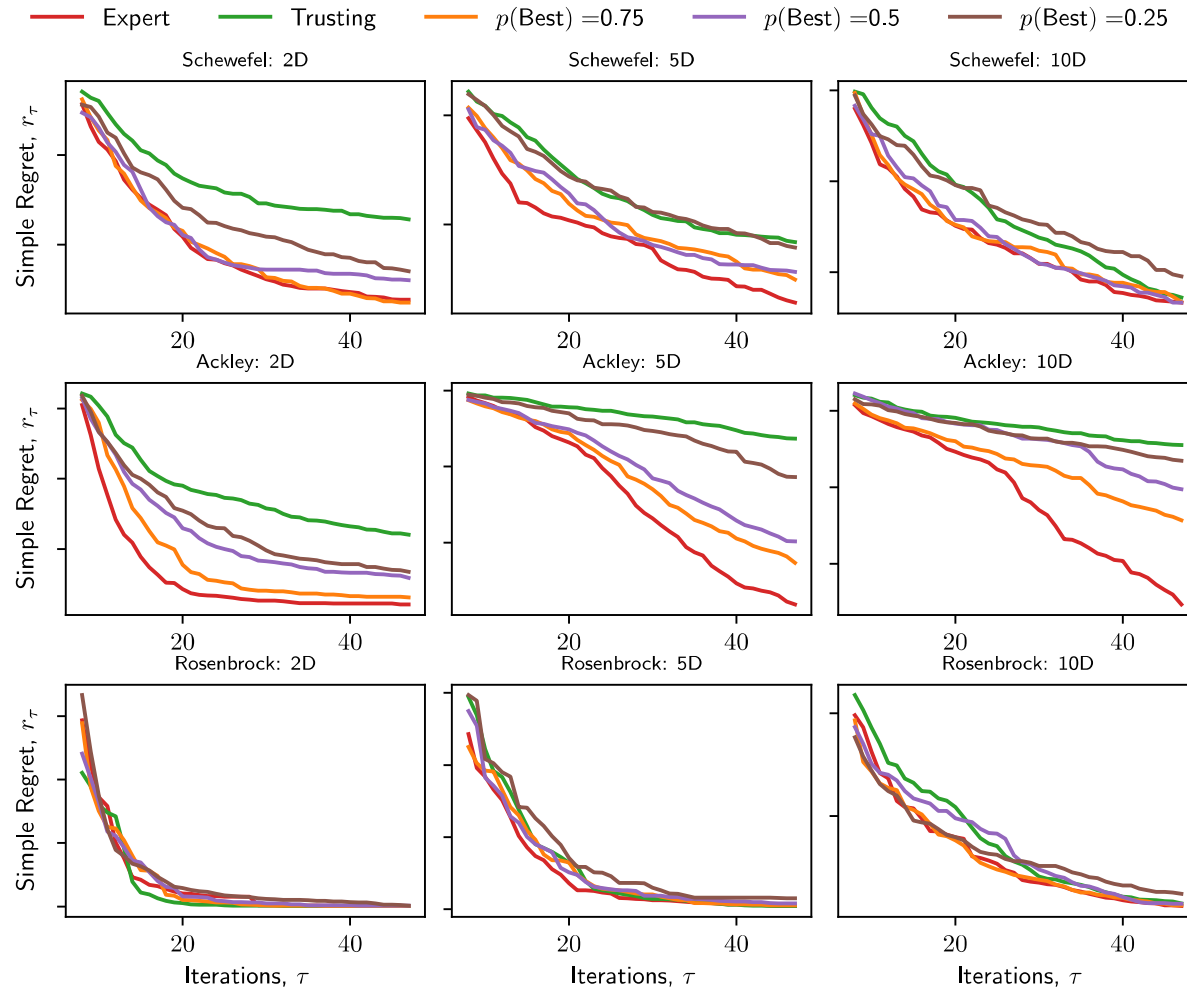 Expert Trusting p(Best) =0.75 p(Best) =0.5 p(Best) =0.25
Schewefel: 2D Schewefel: 5D Schewefel: 10D
Simple Regret, r_τ
20 40 20 40 20 40
Ackley: 2D Ackley: 5D Ackley: 10D
Simple Regret, r_τ
20 40 20 40 20 40
Rosenbrock: 2D Rosenbrock: 5D Rosenbrock: 10D
Simple Regret, r_τ
20 40 20 40 20 40
Iterations, τ Iterations, τ Iterations, τ